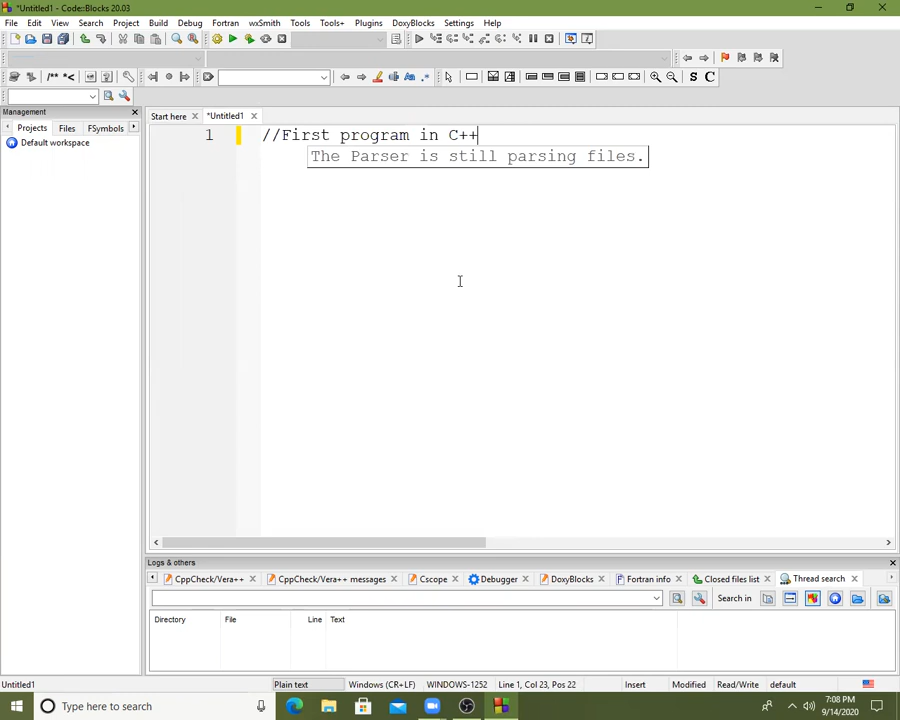 *Untitled1 - Code::Blocks 20.03
File Edit View Search Project Build Debug Fortran wxSmith Tools Tools+ Plugins DoxyBlocks Settings Help
/** *< S C
Management
Projects Files FSymbols
Default workspace
Start here *Untitled1
1 //First program in C++
The Parser is still parsing files.
Logs & others
CppCheck/Vera++ CppCheck/Vera++ messages Cscope Debugger DoxyBlocks Fortran info Closed files list Thread search
Search in
Directory File Line Text
Untitled1 Plain text Windows (CR+LF) WINDOWS-1252 Line 1, Col 23, Pos 22 Insert Modified Read/Write default
Type here to search
7:08 PM
9/14/2020